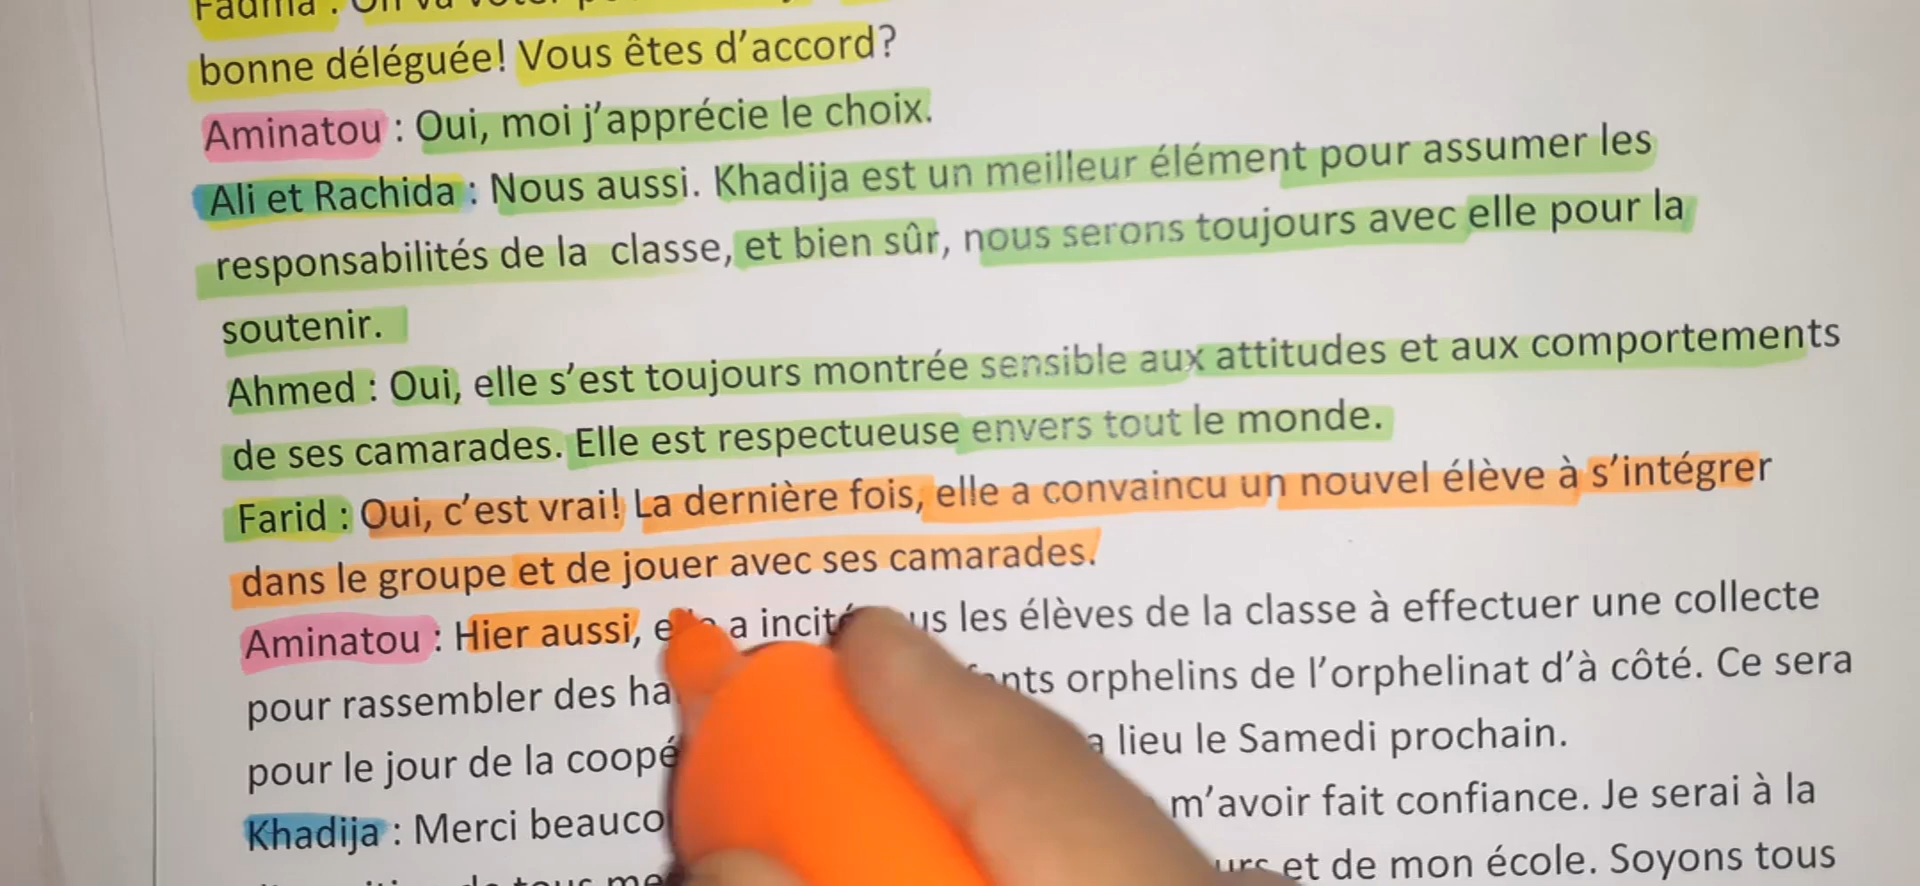 Fadma : On va voter
bonne déléguée! Vous êtes d'accord?
Aminatou : Oui, moi j'apprécie le choix.
Ali et Rachida : Nous aussi. Khadija est un meilleur élément pour assumer les
responsabilités de la classe, et bien sûr, nous serons toujours avec elle pour la
soutenir.
Ahmed : Oui, elle s'est toujours montrée sensible aux attitudes et aux comportements
de ses camarades. Elle est respectueuse envers tout le monde.
Farid : Oui, c'est vrai! La dernière fois, elle a convaincu un nouvel élève à s'intégrer
dans le groupe et de jouer avec ses camarades.
Aminatou : Hier aussi, a incité les élèves de la classe à effectuer une collecte
pour rassembler des orphelins de l'orphelinat d'à côté. Ce sera
pour le jour de la lieu le Samedi prochain.
Khadija : Merci m'avoir fait confiance. Je serai à la
et de mon école. Soyons tous